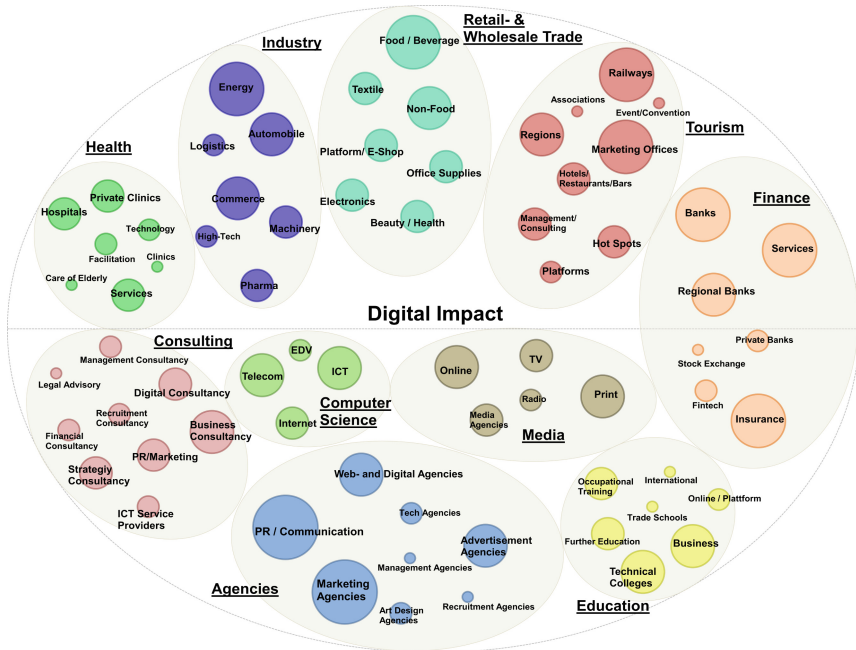 Retail- &
Wholesale Trade
Industry
Food / Beverage
Railways
Energy
Textile
Associations
Event/Convention
Non-Food
Tourism
Automobile
Regions
Logistics
Platform/ E-Shop
Marketing Offices
Health
Office Supplies
Hotels/
Restaurants/Bars
Private Clinics
Commerce
Electronics
Finance
Hospitals
Banks
Beauty / Health
Management/
Consulting
Technology
Machinery
High-Tech
Hot Spots
Services
Facilitation
Clinics
Platforms
Care of Elderly
Services
Pharma
Regional Banks
Digital Impact
Consulting
Private Banks
EDV
Management Consultancy
TV
Stock Exchange
Telecom
ICT
Online
Legal Advisory
Digital Consultancy
Print
Radio
Fintech
Computer
Science
Recruitment
Consultancy
Media
Agencies
Internet
Insurance
Business
Consultancy
Financial
Consultancy
Media
PR/Marketing
Strategiy
Consultancy
Web- and Digital Agencies
International
Occupational
Training
Online / Plattform
ICT Service
Providers
Tech Agencies
Trade Schools
PR / Communication
Advertisement
Agencies
Further Education
Business
Management Agencies
Technical
Colleges
Marketing
Agencies
Agencies
Recruitment Agencies
Education
Art Design
Agencies